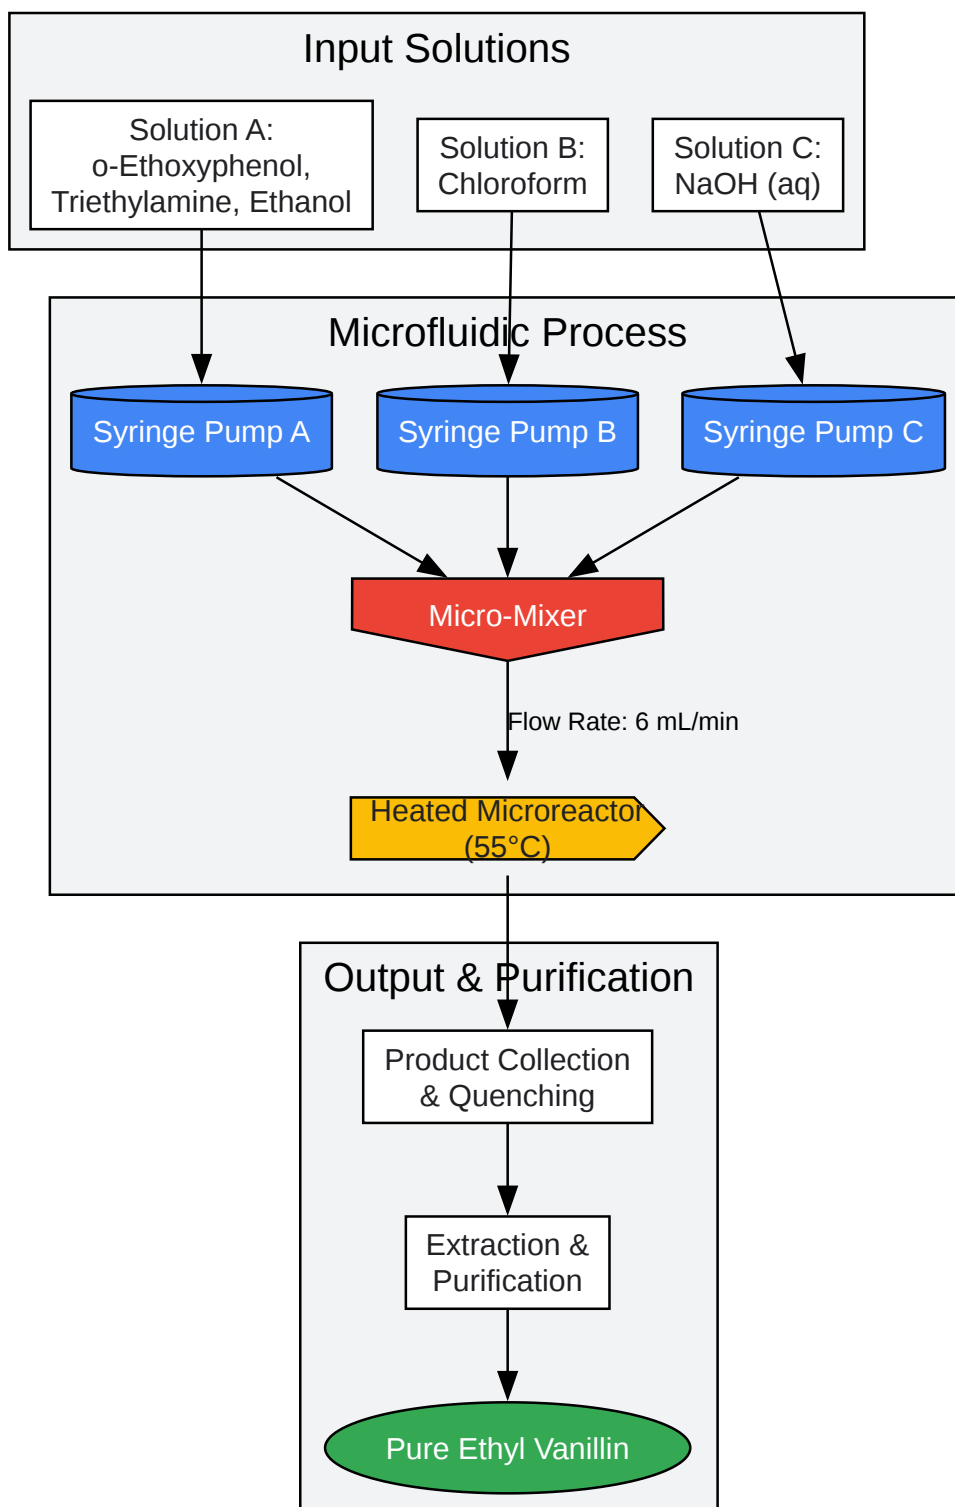 Input Solutions
Solution A:
o-Ethoxyphenol,
Triethylamine, Ethanol
Solution B:
Chloroform
Solution C:
NaOH (aq)
Microfluidic Process
Syringe Pump A
Syringe Pump B
Syringe Pump C
Micro-Mixer
Flow Rate: 6 mL/min
Heated Microreactor
(55°C)
Output & Purification
Product Collection
& Quenching
Extraction &
Purification
Pure Ethyl Vanillin